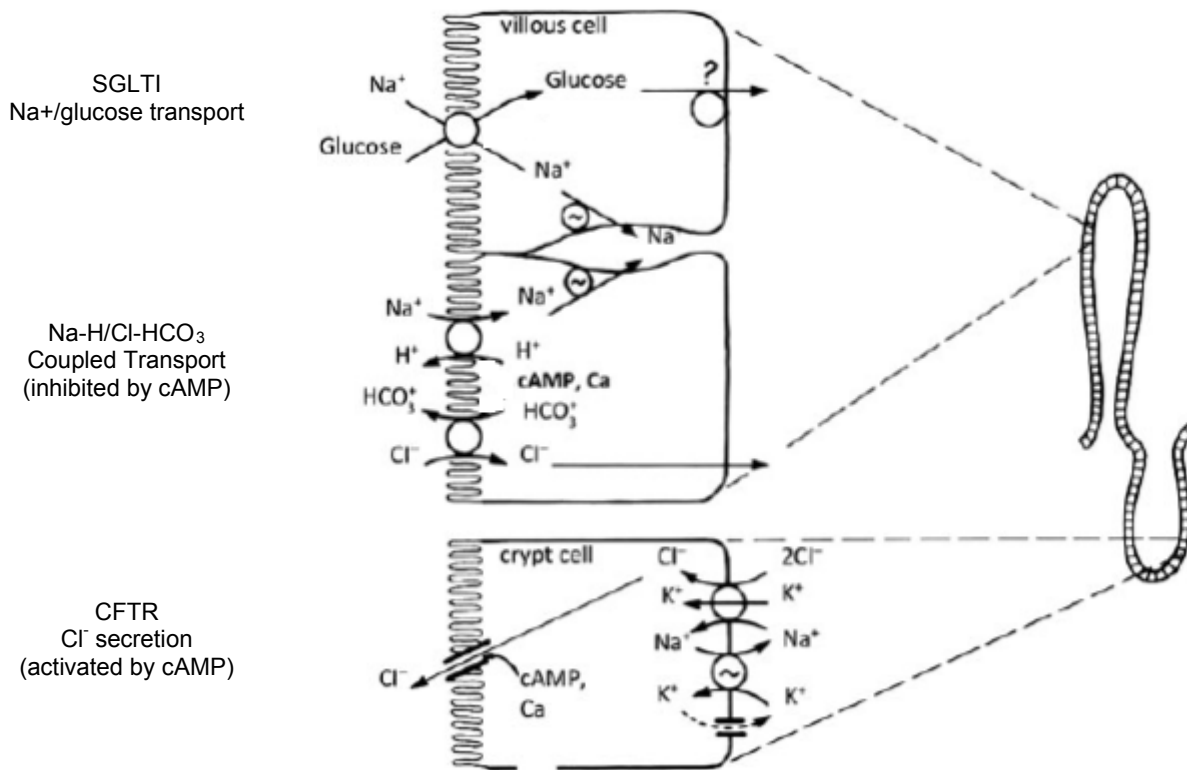 villous cell
SGLTI
Na+/glucose transport
Na⁺
Glucose
Glucose
?
Na⁺
~
Na
~
Na⁺
Na⁺
H⁺
H⁺
cAMP, Ca
HCO₃⁺
HCO₃⁺
Cl⁻
Cl⁻
Na-H/Cl-HCO₃
Coupled Transport
(inhibited by cAMP)
crypt cell
Cl⁻
2Cl⁻
K⁺
K⁺
Na⁺
Na⁺
~
K⁺
K⁺
Cl⁻
cAMP,
Ca
CFTR
Cl⁻ secretion
(activated by cAMP)